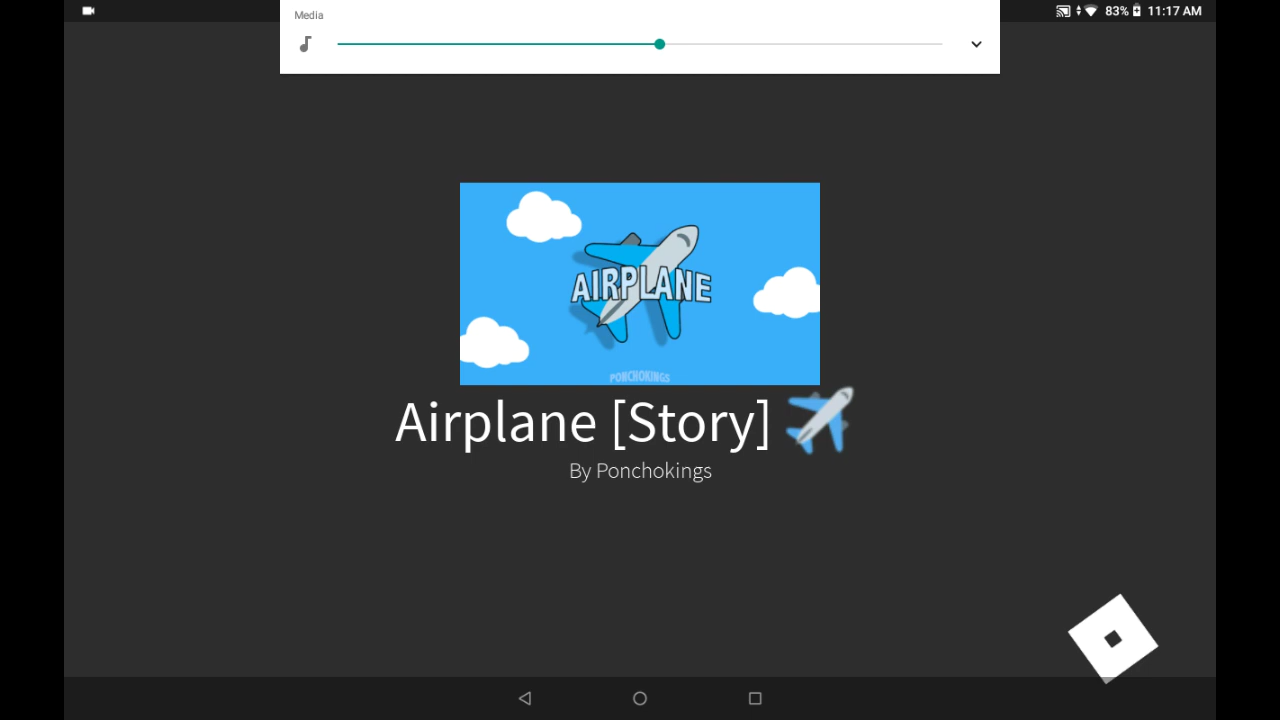 Media
83% 11:17 AM
AIRPLANE
PONCHOKINGS
Airplane [Story]
By Ponchokings